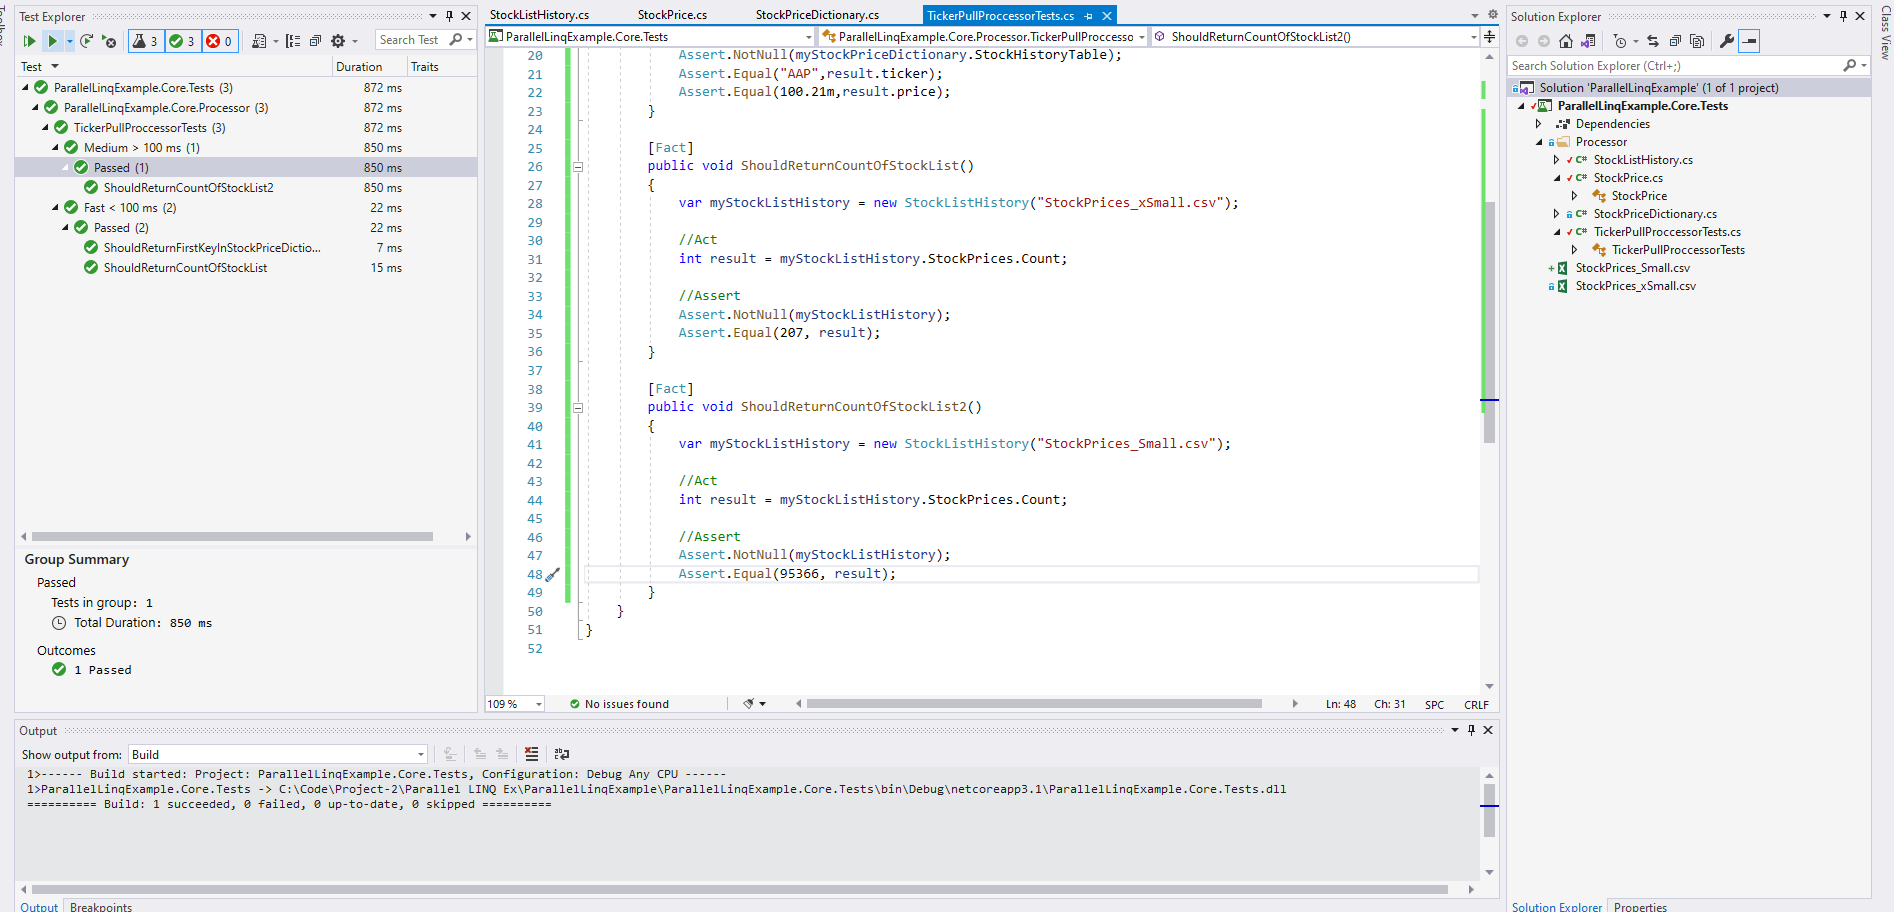 Toolbox
Test Explorer
3 3 0
Search Test
Test Duration Traits
ParallelLinqExample.Core.Tests (3) 872 ms
ParallelLinqExample.Core.Processor (3) 872 ms
TickerPullProccessorTests (3) 872 ms
Medium > 100 ms (1) 850 ms
Passed (1) 850 ms
ShouldReturnCountOfStockList2 850 ms
Fast < 100 ms (2) 22 ms
Passed (2) 22 ms
ShouldReturnFirstKeyInStockPriceDictio... 7 ms
ShouldReturnCountOfStockList 15 ms
Group Summary
Passed
Tests in group: 1
Total Duration: 850 ms
Outcomes
1 Passed
StockListHistory.cs StockPrice.cs StockPriceDictionary.cs TickerPullProccessorTests.cs
ParallelLinqExample.Core.Tests ParallelLinqExample.Core.Processor.TickerPullProccesso ShouldReturnCountOfStockList2()
20 Assert.NotNull(myStockPriceDictionary.StockHistoryTable);
21 Assert.Equal("AAP",result.ticker);
22 Assert.Equal(100.21m,result.price);
23 }
24
25 [Fact]
26 public void ShouldReturnCountOfStockList()
27 {
28 var myStockListHistory = new StockListHistory("StockPrices_xSmall.csv");
29
30 //Act
31 int result = myStockListHistory.StockPrices.Count;
32
33 //Assert
34 Assert.NotNull(myStockListHistory);
35 Assert.Equal(207, result);
36 }
37
38 [Fact]
39 public void ShouldReturnCountOfStockList2()
40 {
41 var myStockListHistory = new StockListHistory("StockPrices_Small.csv");
42
43 //Act
44 int result = myStockListHistory.StockPrices.Count;
45
46 //Assert
47 Assert.NotNull(myStockListHistory);
48 Assert.Equal(95366, result);
49 }
50 }
51 }
52
109 % No issues found Ln: 48 Ch: 31 SPC CRLF
Output
Show output from: Build
1>------ Build started: Project: ParallelLinqExample.Core.Tests, Configuration: Debug Any CPU ------
1>ParallelLinqExample.Core.Tests -> C:\Code\Project-2\Parallel LINQ Ex\ParallelLinqExample\ParallelLinqExample.Core.Tests\bin\Debug\netcoreapp3.1\ParallelLinqExample.Core.Tests.dll
========== Build: 1 succeeded, 0 failed, 0 up-to-date, 0 skipped ==========
Output Breakpoints
Solution Explorer
Search Solution Explorer (Ctrl+;)
Solution 'ParallelLinqExample' (1 of 1 project)
ParallelLinqExample.Core.Tests
Dependencies
Processor
C# StockListHistory.cs
C# StockPrice.cs
StockPrice
C# StockPriceDictionary.cs
C# TickerPullProccessorTests.cs
TickerPullProccessorTests
StockPrices_Small.csv
StockPrices_xSmall.csv
Solution Explorer Properties
Class View